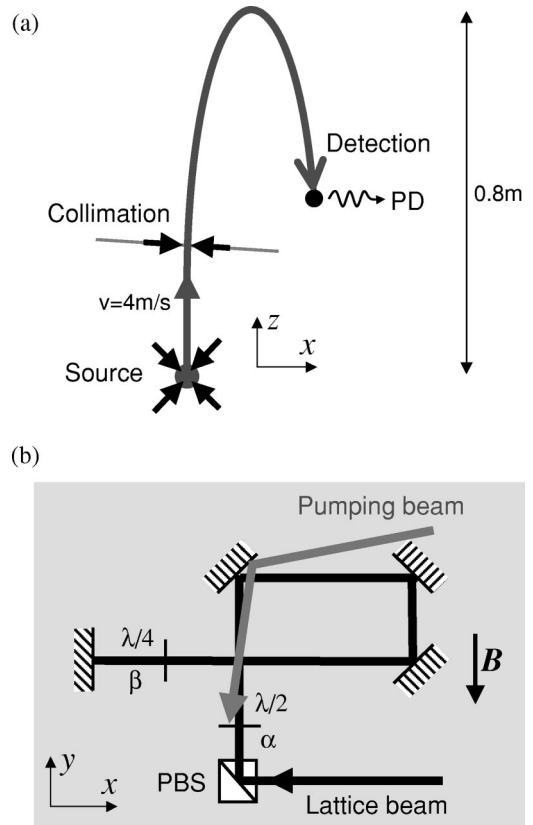 (a)
Detection
PD
0.8m
Collimation
v=4m/s
z
x
Source
(b)
Pumping beam
λ/4
β
B
λ/2
α
y
x
PBS
Lattice beam